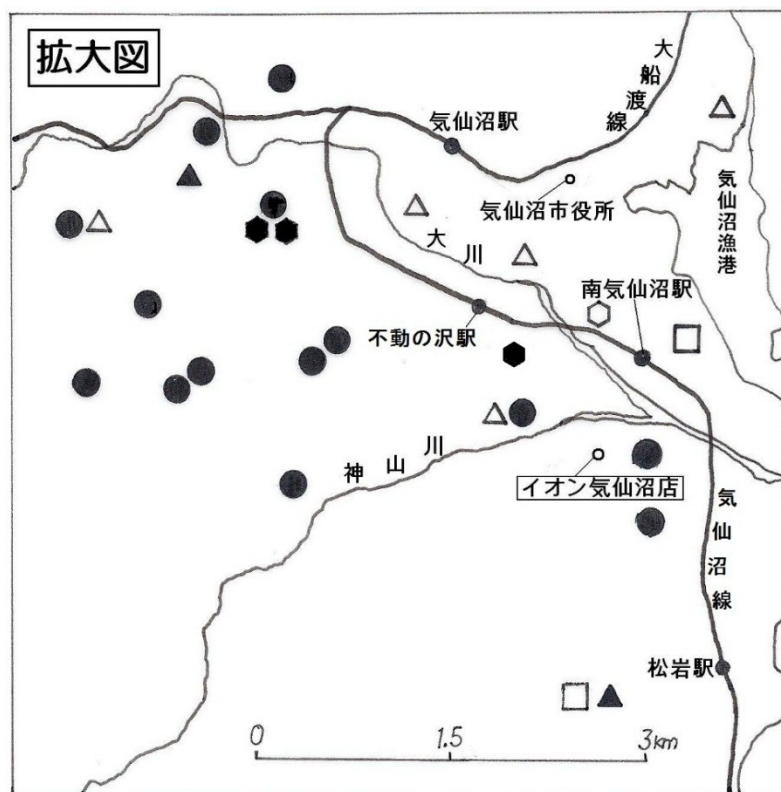 拡大図
大船渡線
気仙沼駅
気仙沼市役所
気仙沼漁港
大川
南気仙沼駅
不動の沢駅
神山川
イオン気仙沼店
気仙沼線
松岩駅
0 1.5 3km